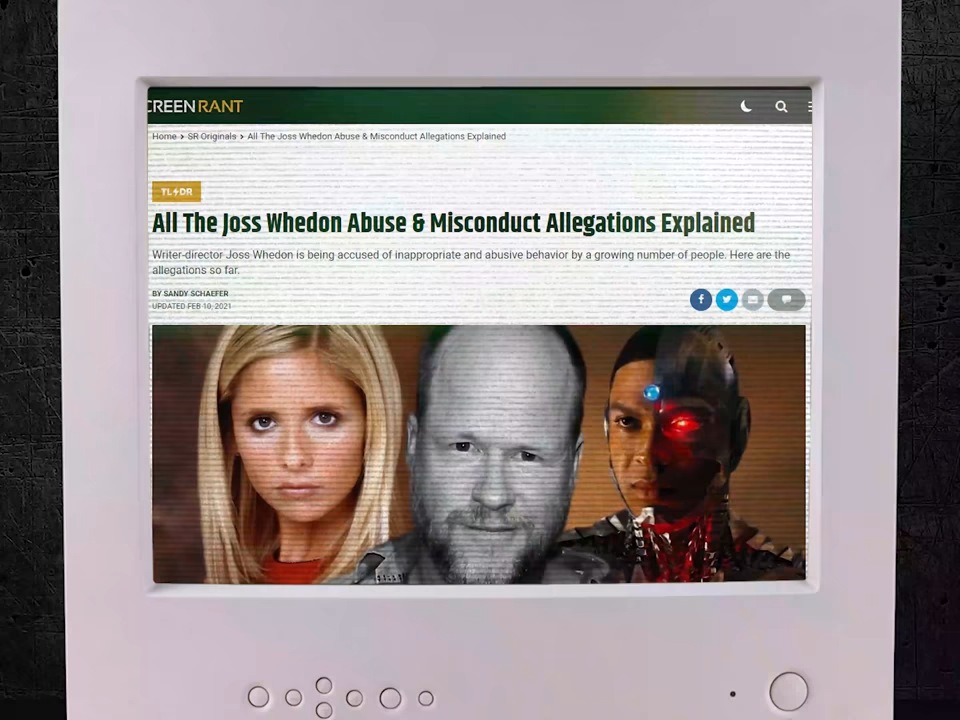 CREENRANT
Home > SR Originals > All The Joss Whedon Abuse & Misconduct Allegations Explained
TL DR
All The Joss Whedon Abuse & Misconduct Allegations Explained
Writer-director Joss Whedon is being accused of inappropriate and abusive behavior by a growing number of people. Here are the
allegations so far.
BY SANDY SCHAEFER
UPDATED FEB 10, 2021